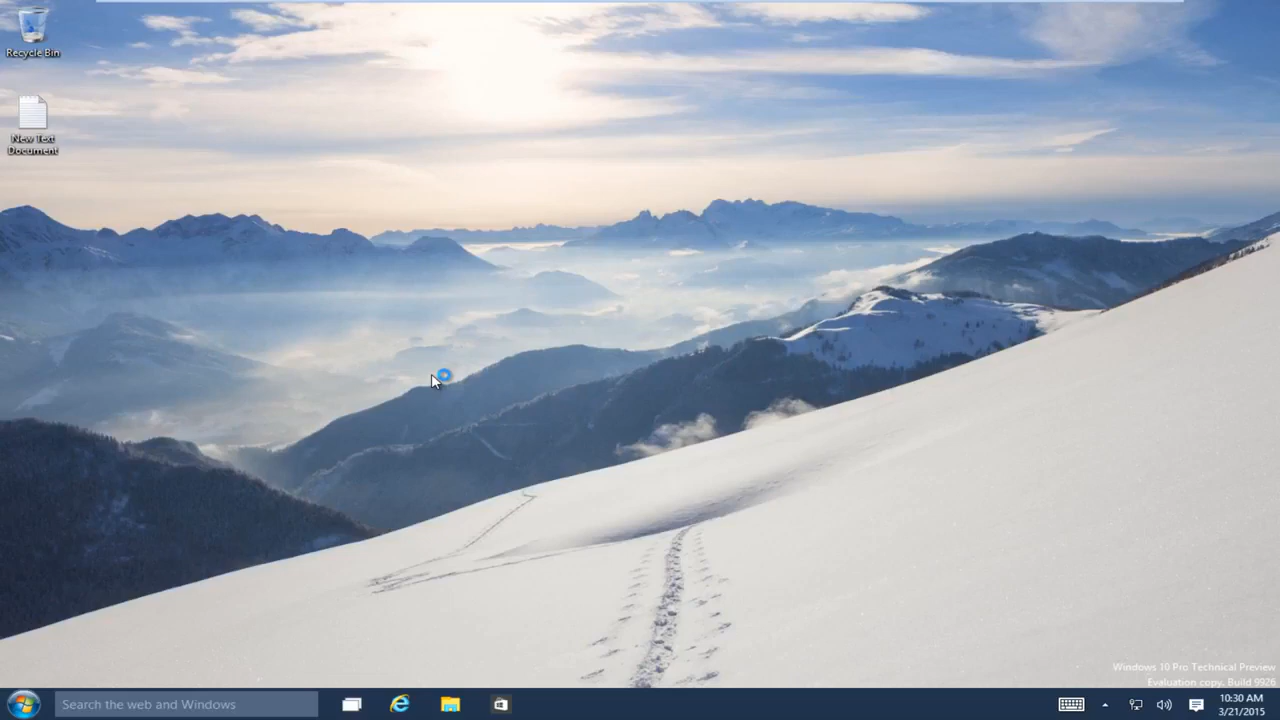 Recycle Bin
New Text
Document
Windows 10 Pro Technical Preview
Evaluation copy. Build 9926
Search the web and Windows
10:30 AM
3/21/2015